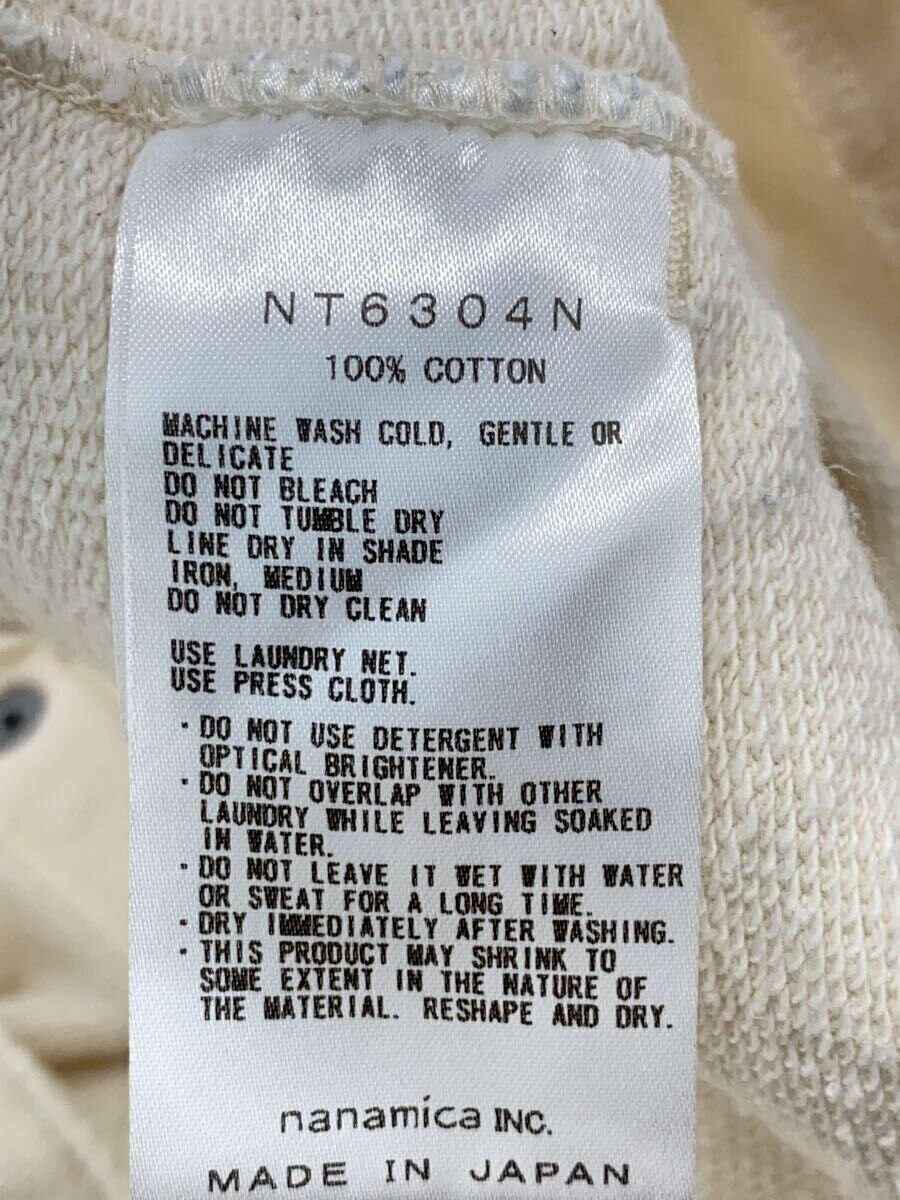 NT6304N
100% COTTON
MACHINE WASH COLD, GENTLE OR
DELICATE
DO NOT BLEACH
DO NOT TUMBLE DRY
LINE DRY IN SHADE
IRON, MEDIUM
DO NOT DRY CLEAN
USE LAUNDRY NET.
USE PRESS CLOTH.
・DO NOT USE DETERGENT WITH
OPTICAL BRIGHTENER.
・DO NOT OVERLAP WITH OTHER
LAUNDRY WHILE LEAVING SOAKED
IN WATER.
・DO NOT LEAVE IT WET WITH WATER
OR SWEAT FOR A LONG TIME.
・DRY IMMEDIATELY AFTER WASHING.
・THIS PRODUCT MAY SHRINK TO
SOME EXTENT IN THE NATURE OF
THE MATERIAL. RESHAPE AND DRY.
nanamica INC.
MADE IN JAPAN